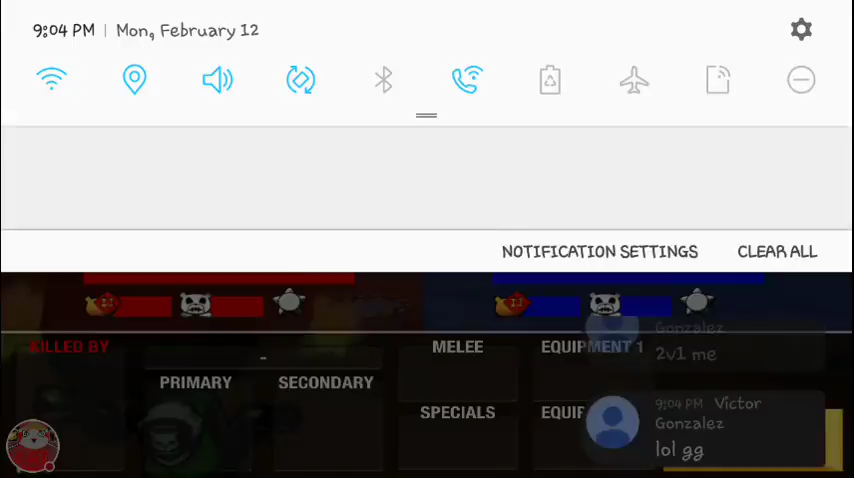 9:04 PM | Mon, February 12
NOTIFICATION SETTINGS CLEAR ALL
KILLED BY
-
PRIMARY SECONDARY
MELEE
SPECIALS
EQUIPMENT 1
EQUIP
Gonzalez
2v1 me
9:04 PM Victor
Gonzalez
lol gg